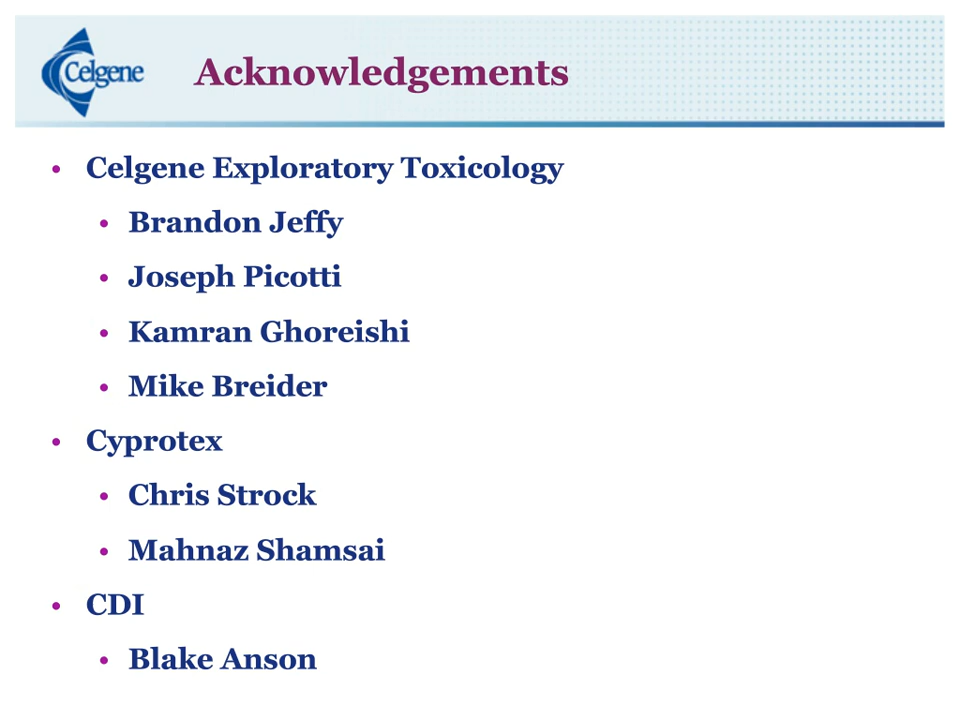 Celgene
Acknowledgements
• Celgene Exploratory Toxicology
• Brandon Jeffy
• Joseph Picotti
• Kamran Ghoreishi
• Mike Breider
• Cyprotex
• Chris Strock
• Mahnaz Shamsai
• CDI
• Blake Anson